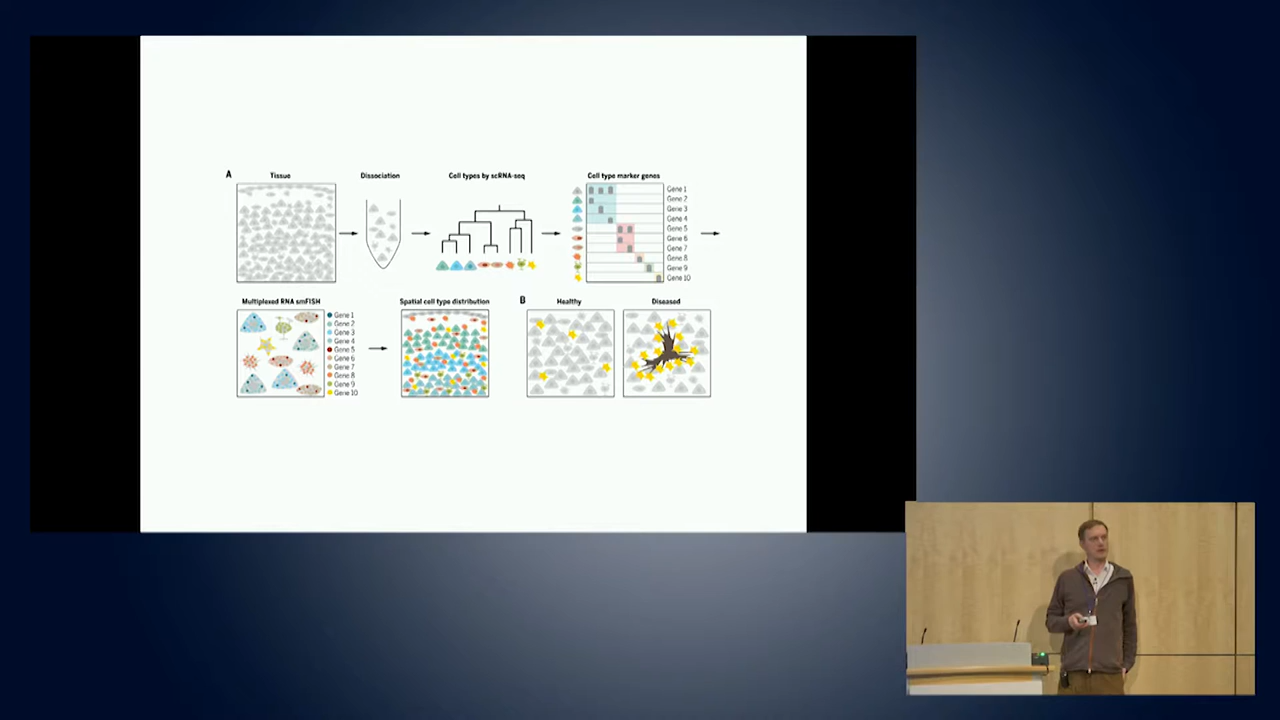 A
Tissue
Dissociation
Cell types by scRNA-seq
Cell type marker genes
Gene 1
Gene 2
Gene 3
Gene 4
Gene 5
Gene 6
Gene 7
Gene 8
Gene 9
Gene 10
Multiplexed RNA smFISH
Gene 1
Gene 2
Gene 3
Gene 4
Gene 5
Gene 6
Gene 7
Gene 8
Gene 9
Gene 10
Spatial cell type distribution
B
Healthy
Diseased